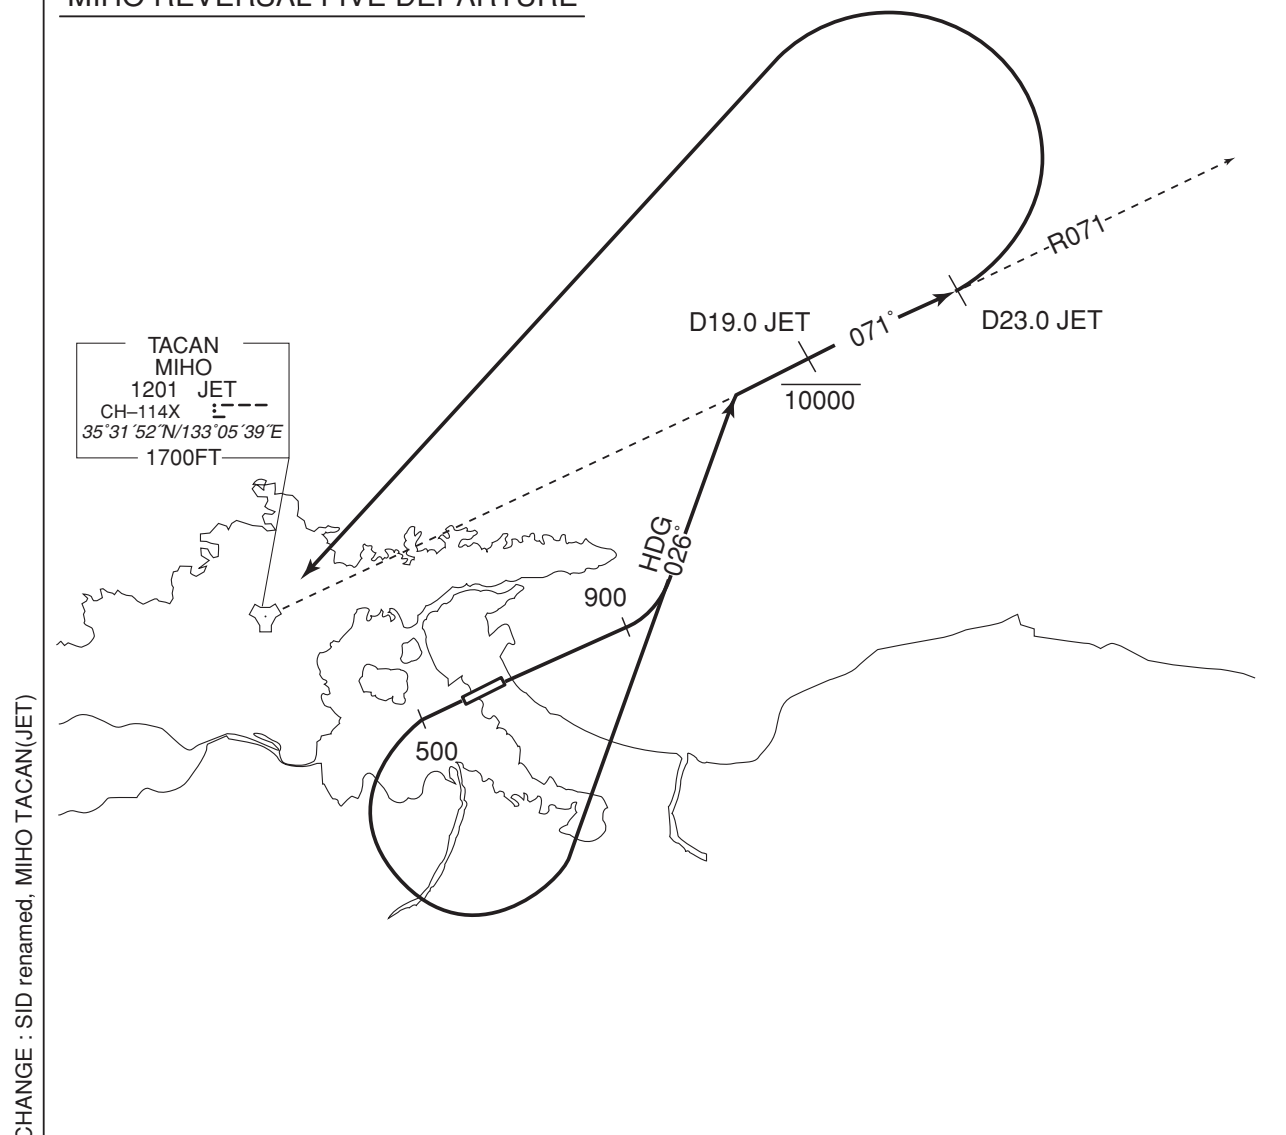 MIHO REVERSAL FIVE DEPARTURE
R071
D19.0 JET
071°
D23.0 JET
10000
TACAN
MIHO
1201 JET
CH–114X
35°31´52˝N/133°05´39˝E
1700FT
HDG
026°
900
500
CHANGE : SID renamed, MIHO TACAN(JET)